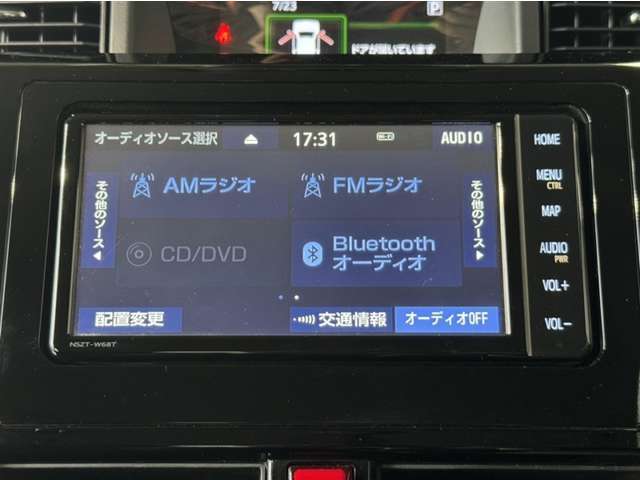 7/23
P
ドアが開いています
オーディオソース選択
17:31
AUDIO
その他のソース
AMラジオ
FMラジオ
その他のソース
CD/DVD
Bluetooth
オーディオ
配置変更
交通情報
オーディオOFF
NSZT-W68T
HOME
MENU
CTRL
MAP
AUDIO
PWR
VOL+
VOL−